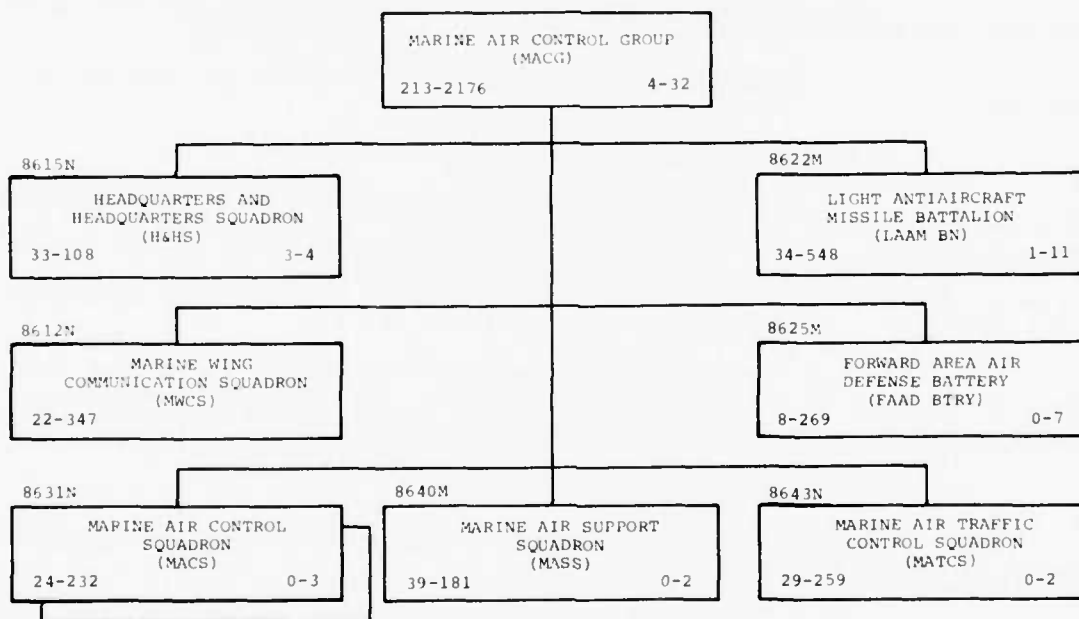 MARINE AIR CONTROL GROUP
(MACG)
213-2176 4-32
8615N
HEADQUARTERS AND
HEADQUARTERS SQUADRON
(H&HS)
33-108 3-4
8622M
LIGHT ANTIAIRCRAFT
MISSILE BATTALION
(LAAM BN)
34-548 1-11
8612N
MARINE WING
COMMUNICATION SQUADRON
(MWCS)
22-347
8625M
FORWARD AREA AIR
DEFENSE BATTERY
(FAAD BTRY)
8-269 0-7
8631N
MARINE AIR CONTROL
SQUADRON
(MACS)
24-232 0-3
8640M
MARINE AIR SUPPORT
SQUADRON
(MASS)
39-181 0-2
8643N
MARINE AIR TRAFFIC
CONTROL SQUADRON
(MATCS)
29-259 0-2